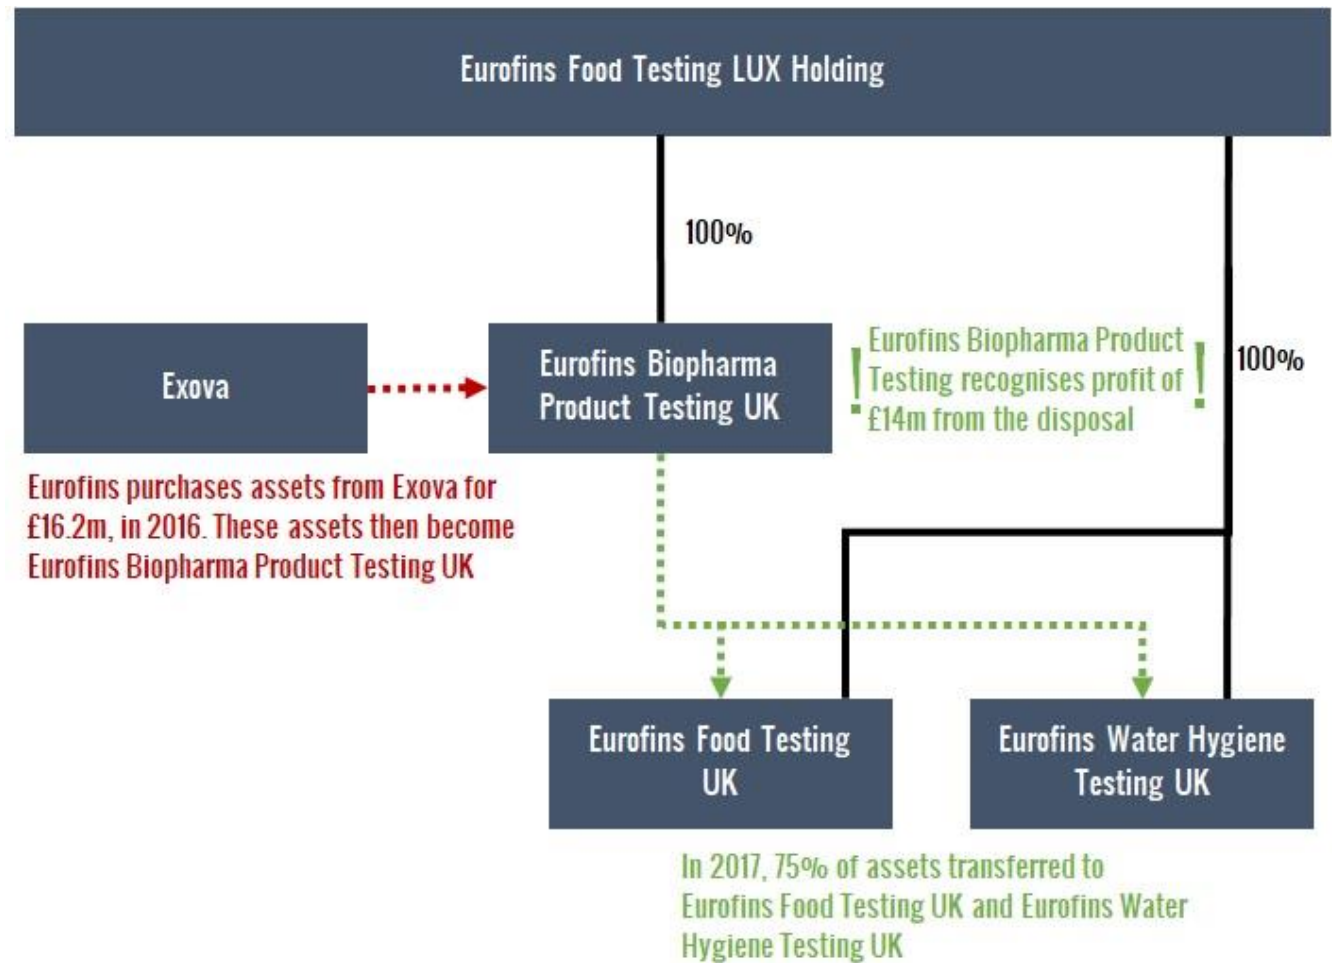 Eurofins Food Testing LUX Holding
100%
Exova
Eurofins Biopharma
Product Testing UK
! Eurofins Biopharma Product !
Testing recognises profit of
£14m from the disposal
100%
Eurofins purchases assets from Exova for
£16.2m, in 2016. These assets then become
Eurofins Biopharma Product Testing UK
Eurofins Food Testing
UK
Eurofins Water Hygiene
Testing UK
In 2017, 75% of assets transferred to
Eurofins Food Testing UK and Eurofins Water
Hygiene Testing UK